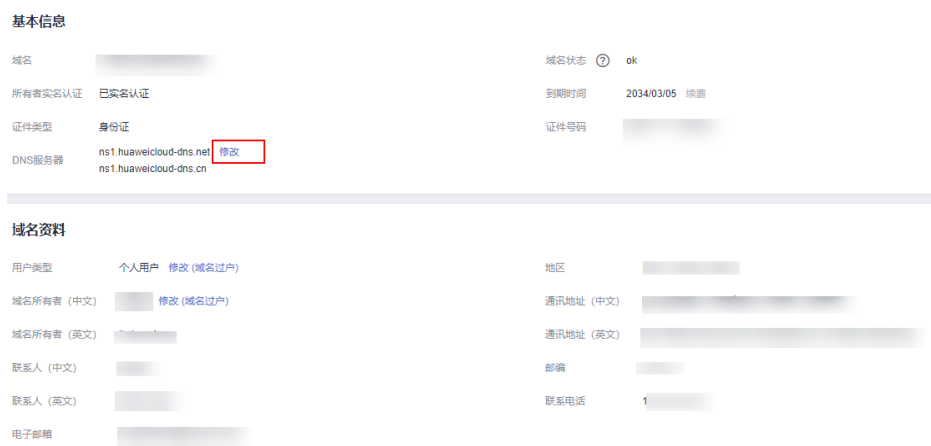 基本信息
域名
域名状态 ? ok
所有者实名认证 已实名认证
到期时间 2034/03/05 续费
证件类型 身份证
证件号码
DNS服务器 ns1.huaweicloud-dns.net 修改
ns1.huaweicloud-dns.cn
域名资料
用户类型 个人用户 修改 (域名过户)
地区
域名所有者（中文） 修改 (域名过户)
通讯地址（中文）
域名所有者（英文）
通讯地址（英文）
联系人（中文）
邮编
联系人（英文）
联系电话 1
电子邮箱